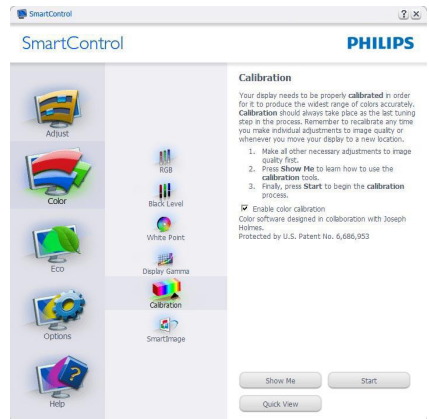 SmartControl
SmartControl
PHILIPS
Adjust
Color
Eco
Options
Help
RGB
Black Level
White Point
Display Gamma
Calibration
SmartImage
Calibration
Your display needs to be properly calibrated in order
for it to produce the widest range of colors accurately.
Calibration should always take place as the last tuning
step in the process. Remember to recalibrate any time
you make individual adjustments to image quality or
whenever you move your display to a new location.
1. Make all other necessary adjustments to image
quality first.
2. Press Show Me to learn how to use the
calibration tools.
3. Finally, press Start to begin the calibration
process.
Enable color calibration
Color software designed in collaboration with Joseph
Holmes.
Protected by U.S. Patent No. 6,686,953
Show Me
Start
Quick View